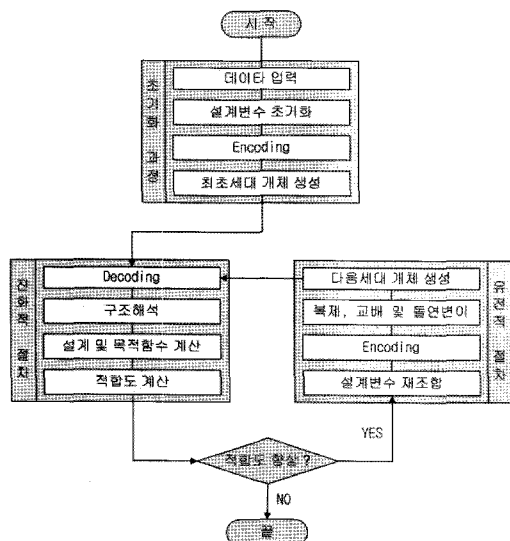 시 작
초기화 과정
데이타 입력
설계변수 초기화
Encoding
최초세대 개체 생성
진화적 절차
Decoding
구조해석
설계 및 목적함수 계산
적합도 계산
유전적 절차
다음세대 개체 생성
복제, 교배 및 돌연변이
Encoding
설계변수 재조합
적합도 향상 ?
YES
NO
끝